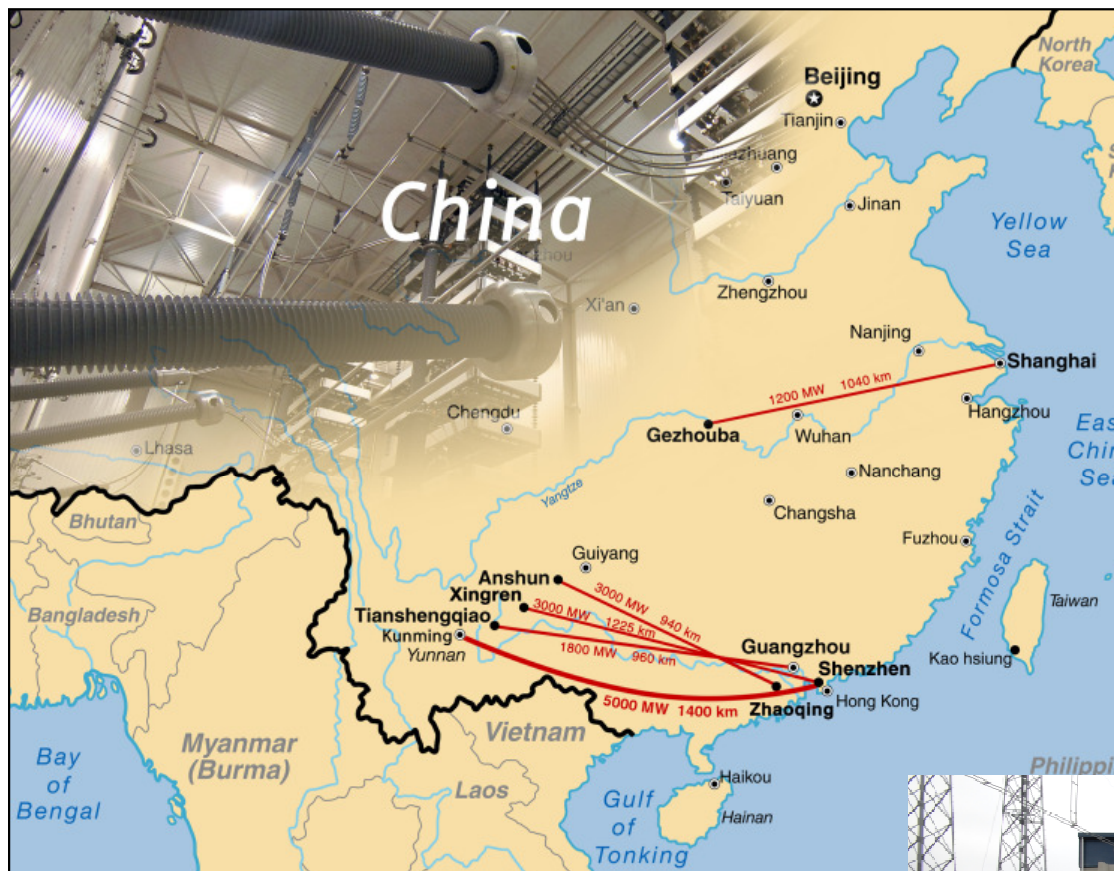 North
Korea
Beijing
Tianjin
Taiyuan
Jinan
Yellow
Sea
China
Zhengzhou
Xi'an
Nanjing
Shanghai
1200 MW 1040 km
Hangzhou
Chengdu
Gezhouba
Wuhan
East
Lhasa
Nanchang
Yangtze
Changsha
Bhutan
Fuzhou
Formosa Strait
Guiyang
Anshun
Xingren
3000 MW 940 km
Bangladesh
Tianshengqiao
3000 MW 1225 km
Taiwan
Kunming
Yunnan
1800 MW 960 km
Guangzhou
Kao hsiung
Shenzhen
5000 MW 1400 km
Zhaoqing
Hong Kong
Vietnam
Myanmar
(Burma)
Bay
of
Bengal
Laos
Haikou
Hainan
Gulf
of
Tonking